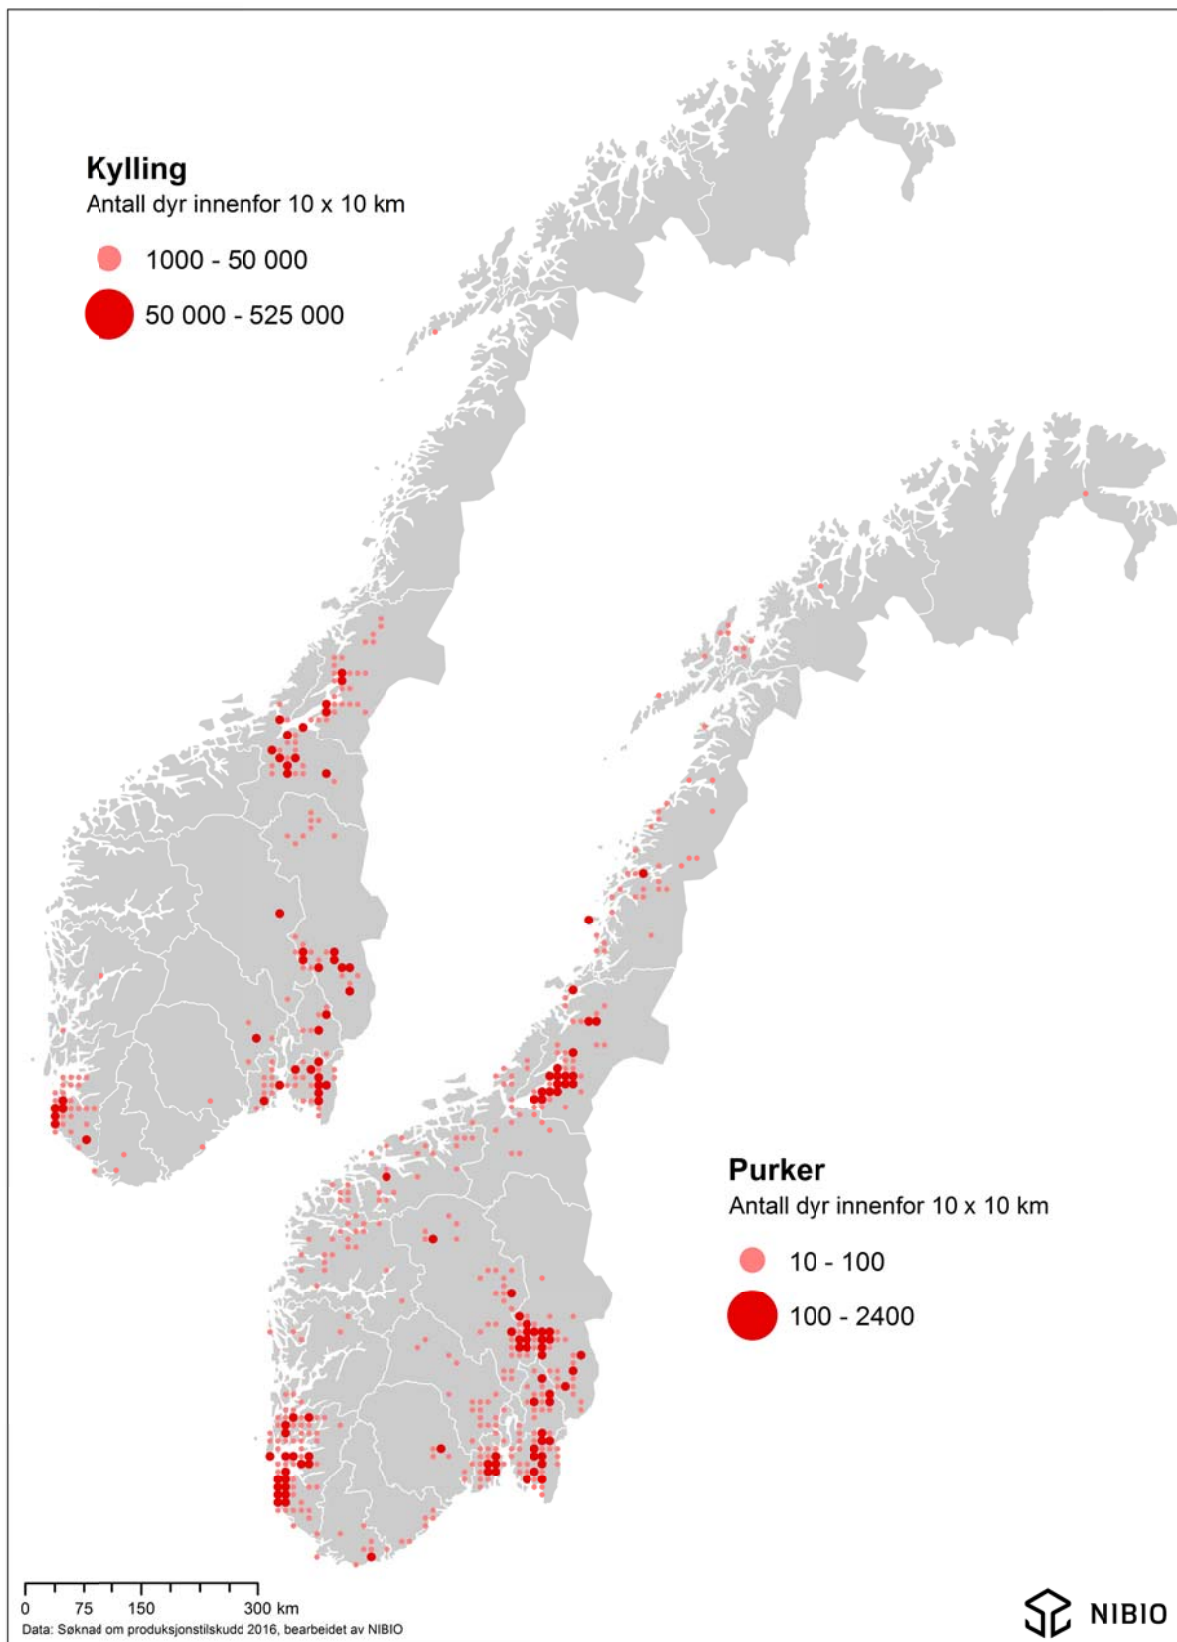 Kylling
Antall dyr innenfor 10 x 10 km
1000 - 50 000
50 000 - 525 000
Purker
Antall dyr innenfor 10 x 10 km
10 - 100
100 - 2400
0 75 150 300 km
Data: Søknad om produksjonstilskudd 2016, bearbeidet av NIBIO
NIBIO